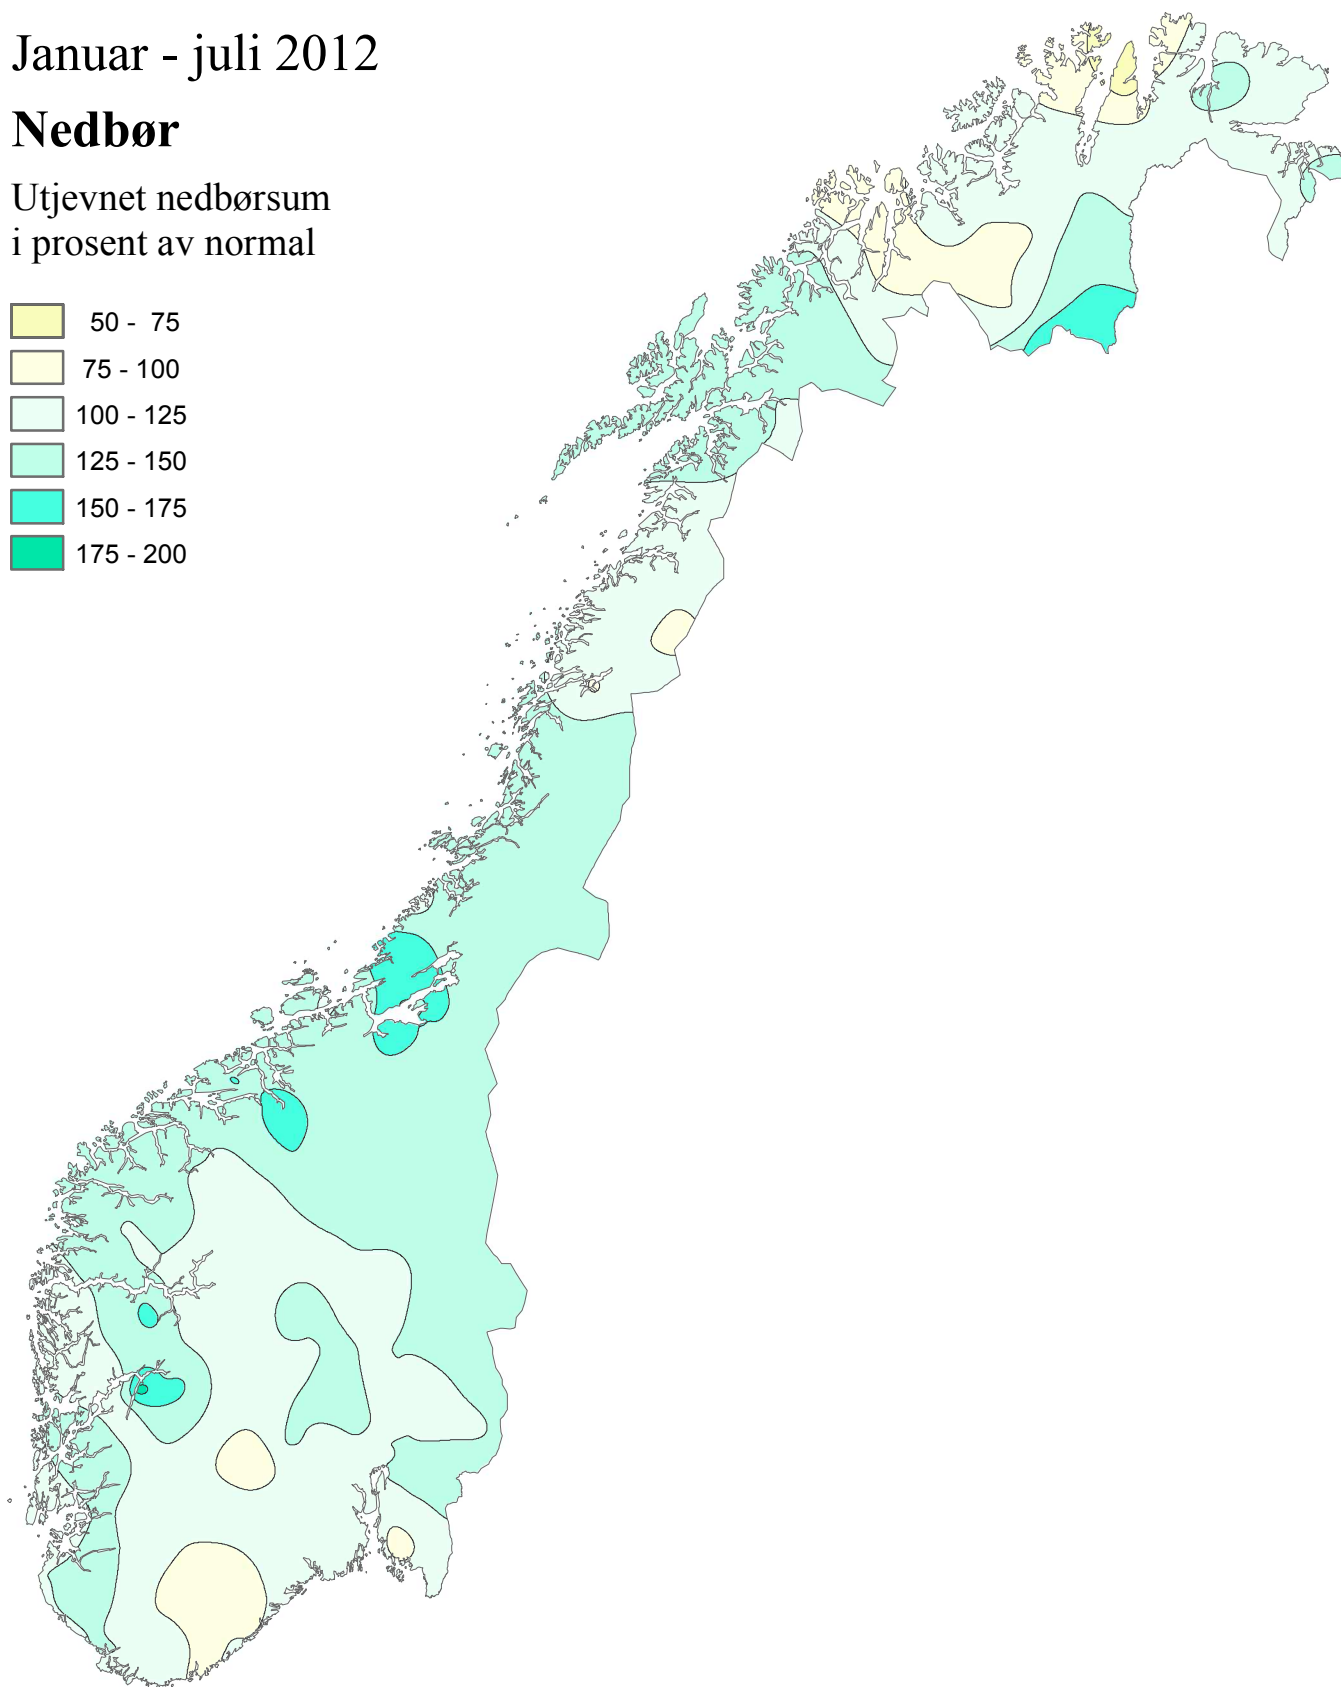 Januar - juli 2012
Nedbør
Utjevnet nedbørsum
i prosent av normal
50 - 75
75 - 100
100 - 125
125 - 150
150 - 175
175 - 200